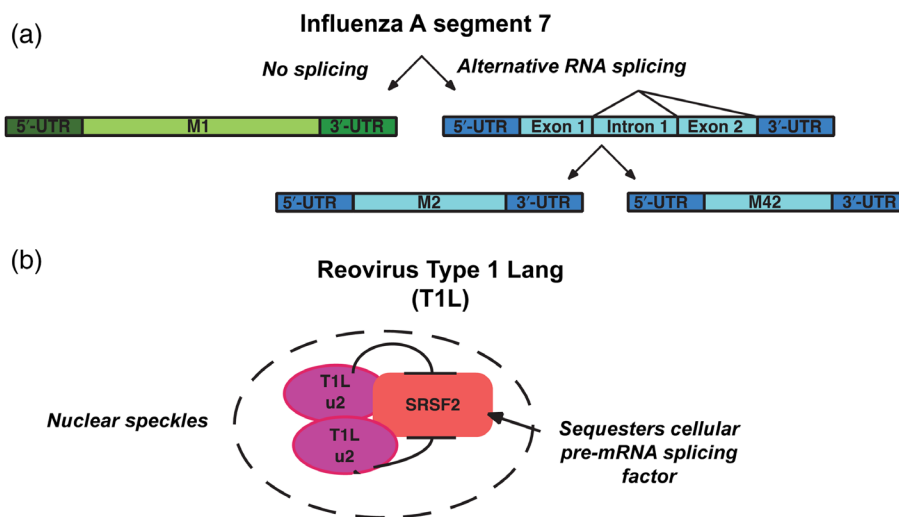 (a)
Influenza A segment 7
No splicing
Alternative RNA splicing
5′-UTR M1 3′-UTR
5′-UTR Exon 1 Intron 1 Exon 2 3′-UTR
5′-UTR M2 3′-UTR
5′-UTR M42 3′-UTR
(b)
Reovirus Type 1 Lang
(T1L)
Nuclear speckles
T1L
u2
T1L
u2
SRSF2
Sequesters cellular
pre-mRNA splicing
factor